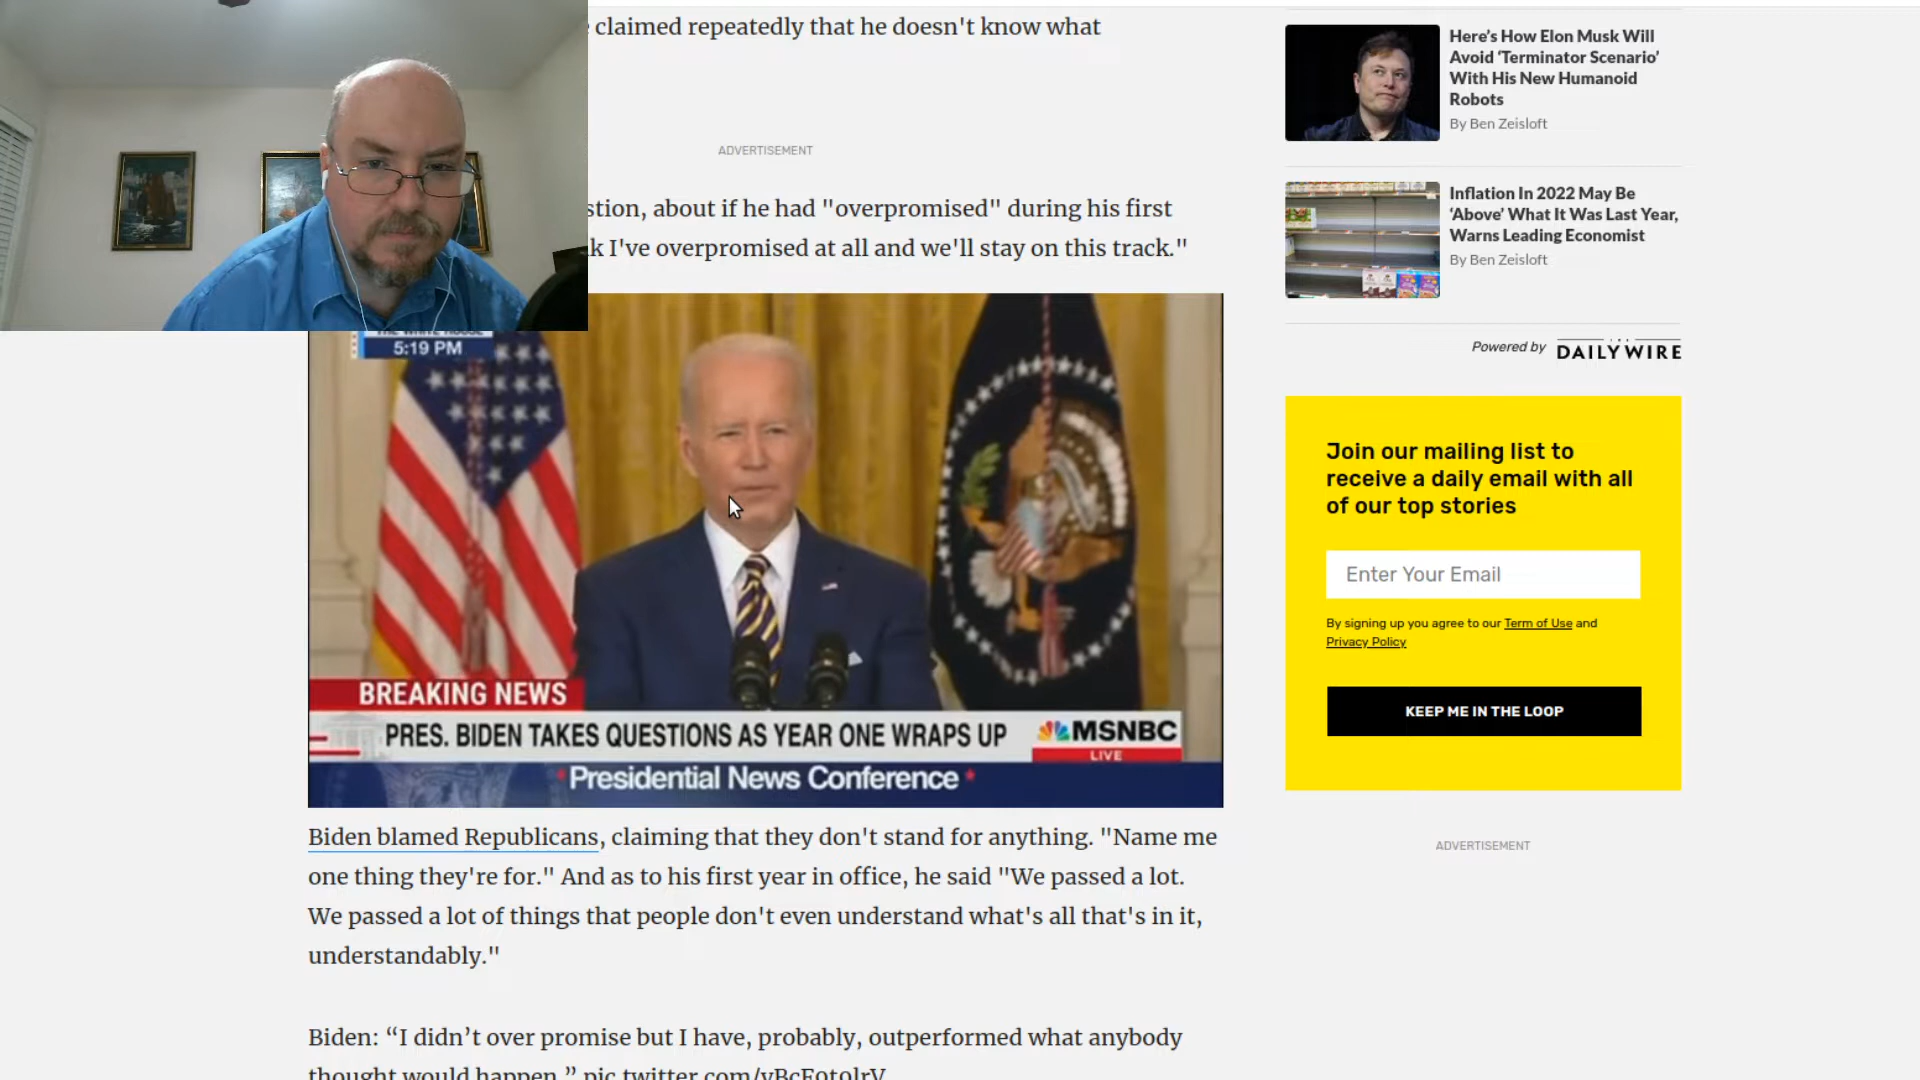 claimed repeatedly that he doesn't know what
ADVERTISEMENT
stion, about if he had "overpromised" during his first
k I've overpromised at all and we'll stay on this track."
THE WHITE HOUSE
5:19 PM
BREAKING NEWS
PRES. BIDEN TAKES QUESTIONS AS YEAR ONE WRAPS UP
MSNBC
LIVE
Presidential News Conference
Biden blamed Republicans, claiming that they don't stand for anything. "Name me
one thing they're for." And as to his first year in office, he said "We passed a lot.
We passed a lot of things that people don't even understand what's all that's in it,
understandably."
Biden: “I didn’t over promise but I have, probably, outperformed what anybody
thought would happen.”
Here’s How Elon Musk Will
Avoid ‘Terminator Scenario’
With His New Humanoid
Robots
By Ben Zeisloft
Inflation In 2022 May Be
‘Above’ What It Was Last Year,
Warns Leading Economist
By Ben Zeisloft
Powered by DAILYWIRE
Join our mailing list to
receive a daily email with all
of our top stories
Enter Your Email
By signing up you agree to our Term of Use and
Privacy Policy
KEEP ME IN THE LOOP
ADVERTISEMENT